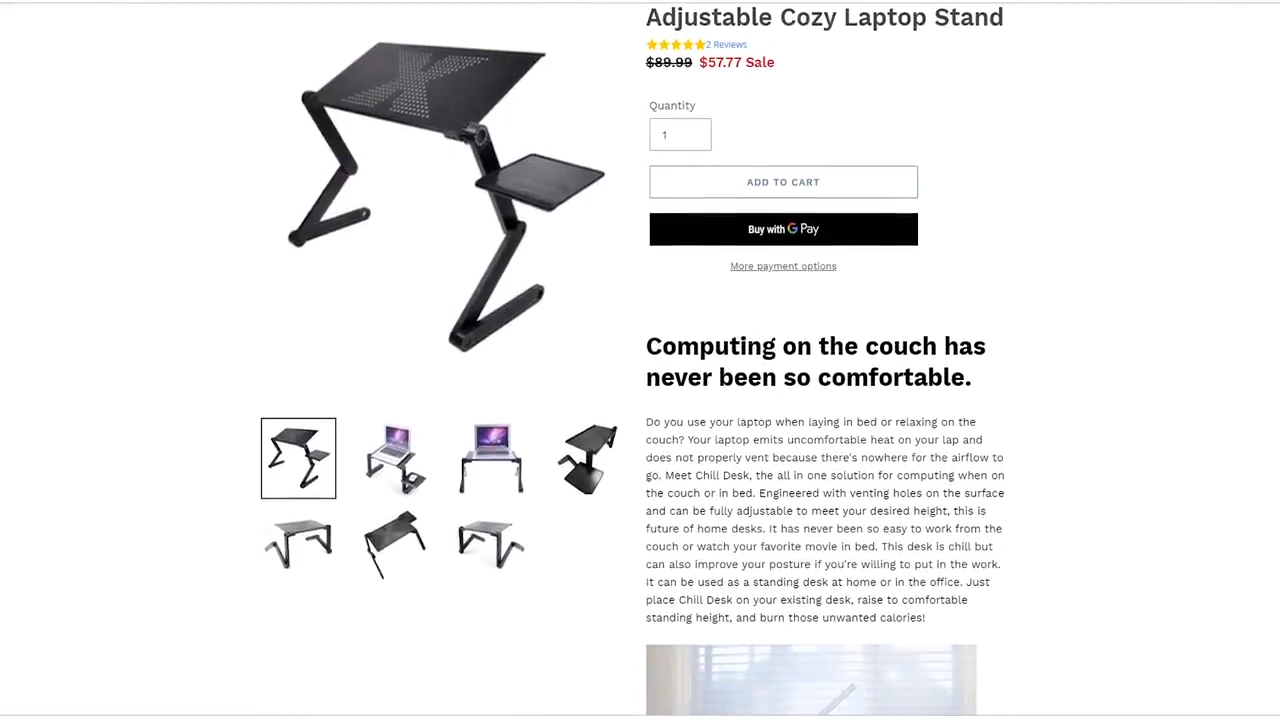 Adjustable Cozy Laptop Stand
2 Reviews
$89.99 $57.77 Sale
Quantity
1
ADD TO CART
Buy with G Pay
More payment options
Computing on the couch has
never been so comfortable.
Do you use your laptop when laying in bed or relaxing on the
couch? Your laptop emits uncomfortable heat on your lap and
does not properly vent because there's nowhere for the airflow to
go. Meet Chill Desk, the all in one solution for computing when on
the couch or in bed. Engineered with venting holes on the surface
and can be fully adjustable to meet your desired height, this is
future of home desks. It has never been so easy to work from the
couch or watch your favorite movie in bed. This desk is chill but
can also improve your posture if you're willing to put in the work.
It can be used as a standing desk at home or in the office. Just
place Chill Desk on your existing desk, raise to comfortable
standing height, and burn those unwanted calories!